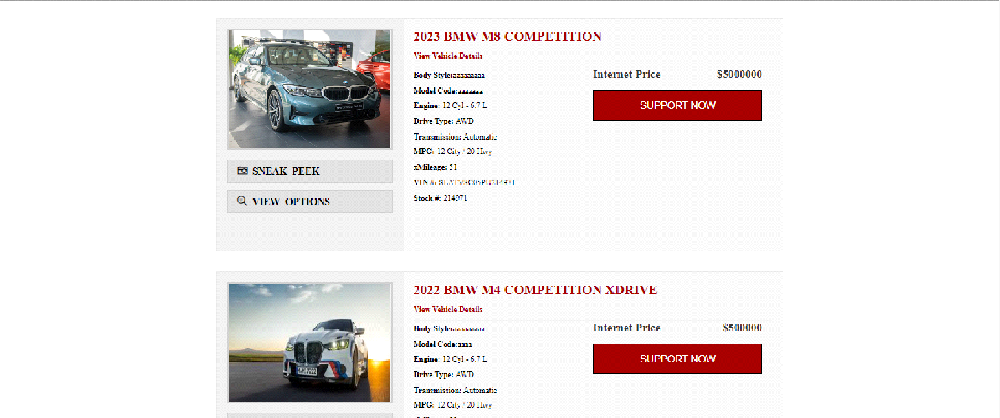 2023 BMW M8 COMPETITION
View Vehicle Details
Body Style:aaaaaaaaa
Internet Price $5000000
Model Code:aaaaaaa
SUPPORT NOW
Engine: 12 Cyl - 6.7 L
Drive Type: AWD
Transmission: Automatic
MPG: 12 City / 20 Hwy
xMileage: 51
VIN #: SLATV8C05PU214971
Stock #: 214971
SNEAK PEEK
VIEW OPTIONS
2022 BMW M4 COMPETITION XDRIVE
View Vehicle Details
Body Style:aaaaaaaaa
Internet Price $500000
Model Code:aaaa
SUPPORT NOW
Engine: 12 Cyl - 6.7 L
Drive Type: AWD
Transmission: Automatic
MPG: 12 City / 20 Hwy